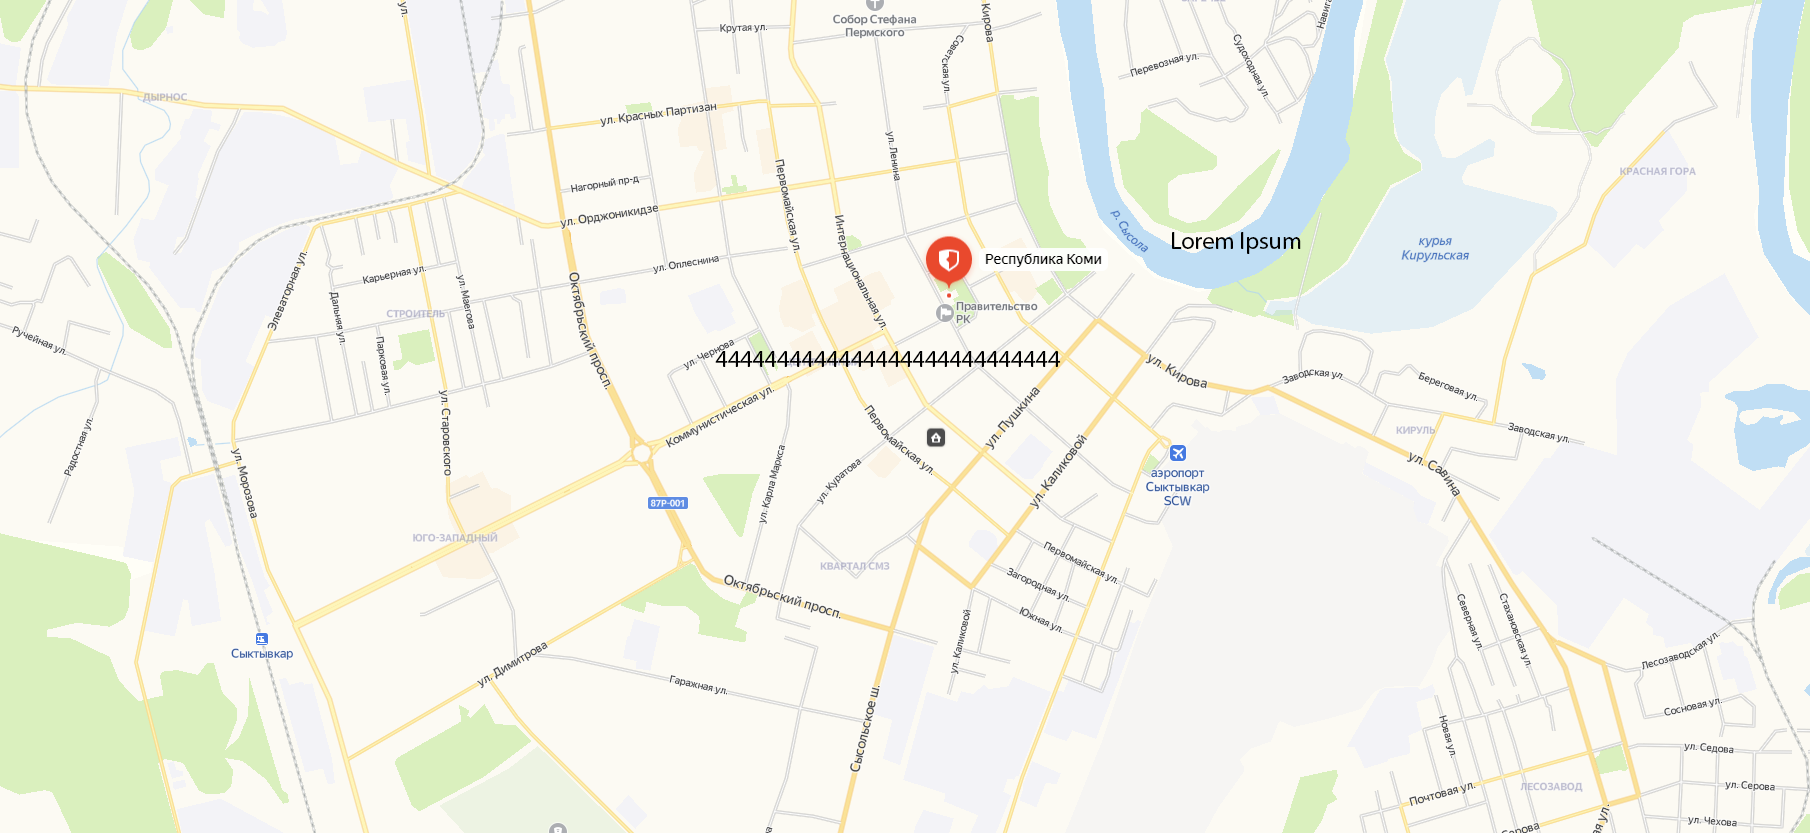 Крутая ул.
Собор Стефана
Пермского
Кирова
Советская ул.
Перевозная ул.
Судоходная ул.
ДЫРНОС
ул. Красных Партизан
ул. Ленина
КРАСНАЯ ГОРА
Нагорный пр-д
Первомайская ул.
ул. Орджоникидзе
р. Сысола
Lorem Ipsum
курья
Кирульская
Интернациональная ул.
Республика Коми
Элеваторная ул.
Карьерная ул.
ул. Оплеснина
Октябрьский просп.
Дальная ул.
ул. Маегова
СТРОИТЕЛЬ
Правительство
РК
Ручейная ул.
Парковая ул.
ул. Чернова
4444444444444444444444444444
ул. Кирова
Заворская ул.
Береговая ул.
Коммунистическая ул.
ул. Старовского
Первомайская ул.
ул. Пушкина
Радостная ул.
КИРУЛЬ
Заводская ул.
ул. Морозова
ул. Карла Маркса
ул. Куратова
ул. Каликовой
аэропорт
Сыктывкар
SCW
ул. Савина
87Р-001
ЮГО-ЗАПАДНЫЙ
КВАРТАЛ СМЗ
Первомайская ул.
Загородная ул.
Октябрьский просп.
Южная ул.
Северная ул.
Стахановская ул.
Сыктывкар
ул. Димитрова
ул. Каликовой
Лесозаводская ул.
Гаражная ул.
Сысольское ш.
Новая ул.
Сосновая ул.
ул. Седова
Почтовая ул.
ЛЕСОЗАВОД
ул. Серова
ул. Чехова